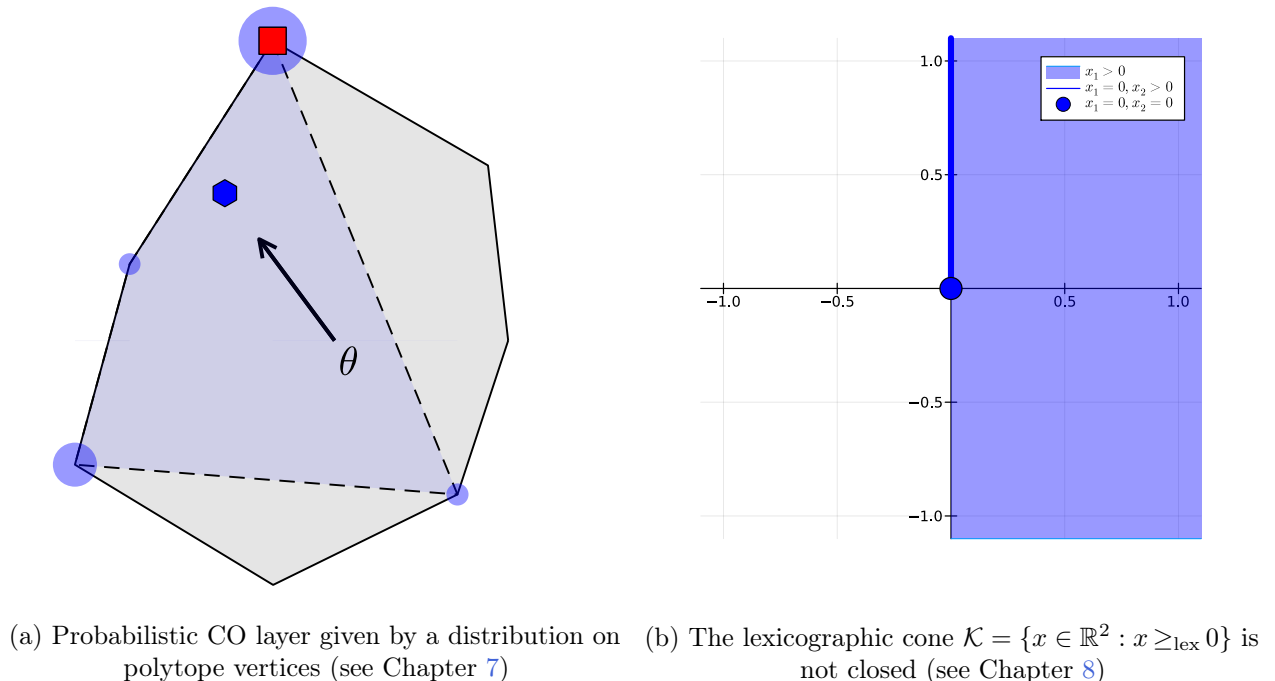 θ
1.0
0.5
−0.5
−1.0
−1.0
−0.5
0.5
1.0
x₁ > 0
x₁ = 0, x₂ > 0
x₁ = 0, x₂ = 0
(a) Probabilistic CO layer given by a distribution on
polytope vertices (see Chapter 7)
(b) The lexicographic cone 𝒦 = {x ∈ ℝ² : x ≥lex 0} is
not closed (see Chapter 8)